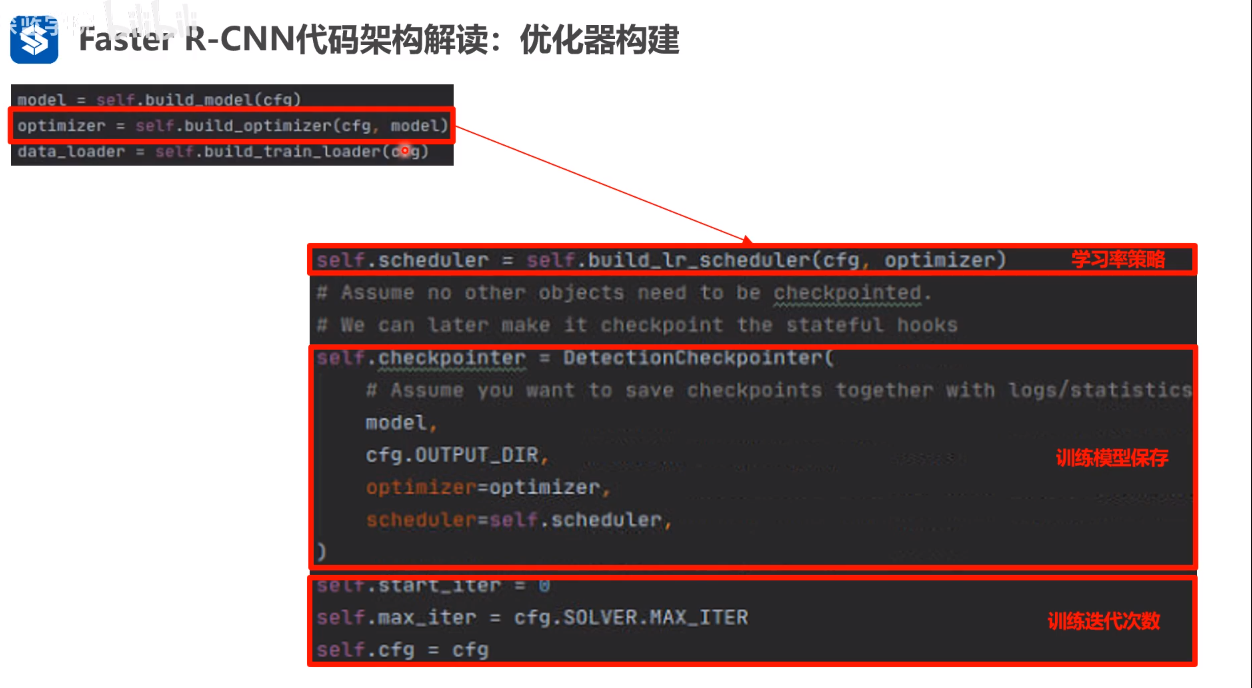 bilibili
Faster R-CNN代码架构解读：优化器构建
model = self.build_model(cfg)
optimizer = self.build_optimizer(cfg, model)
data_loader = self.build_train_loader(cfg)
self.scheduler = self.build_lr_scheduler(cfg, optimizer) 学习率策略
# Assume no other objects need to be checkpointed.
# We can later make it checkpoint the stateful hooks
self.checkpointer = DetectionCheckpointer(
# Assume you want to save checkpoints together with logs/statistics
model,
cfg.OUTPUT_DIR,
训练模型保存
optimizer=optimizer,
scheduler=self.scheduler,
)
self.start_iter = 0
self.max_iter = cfg.SOLVER.MAX_ITER 训练迭代次数
self.cfg = cfg